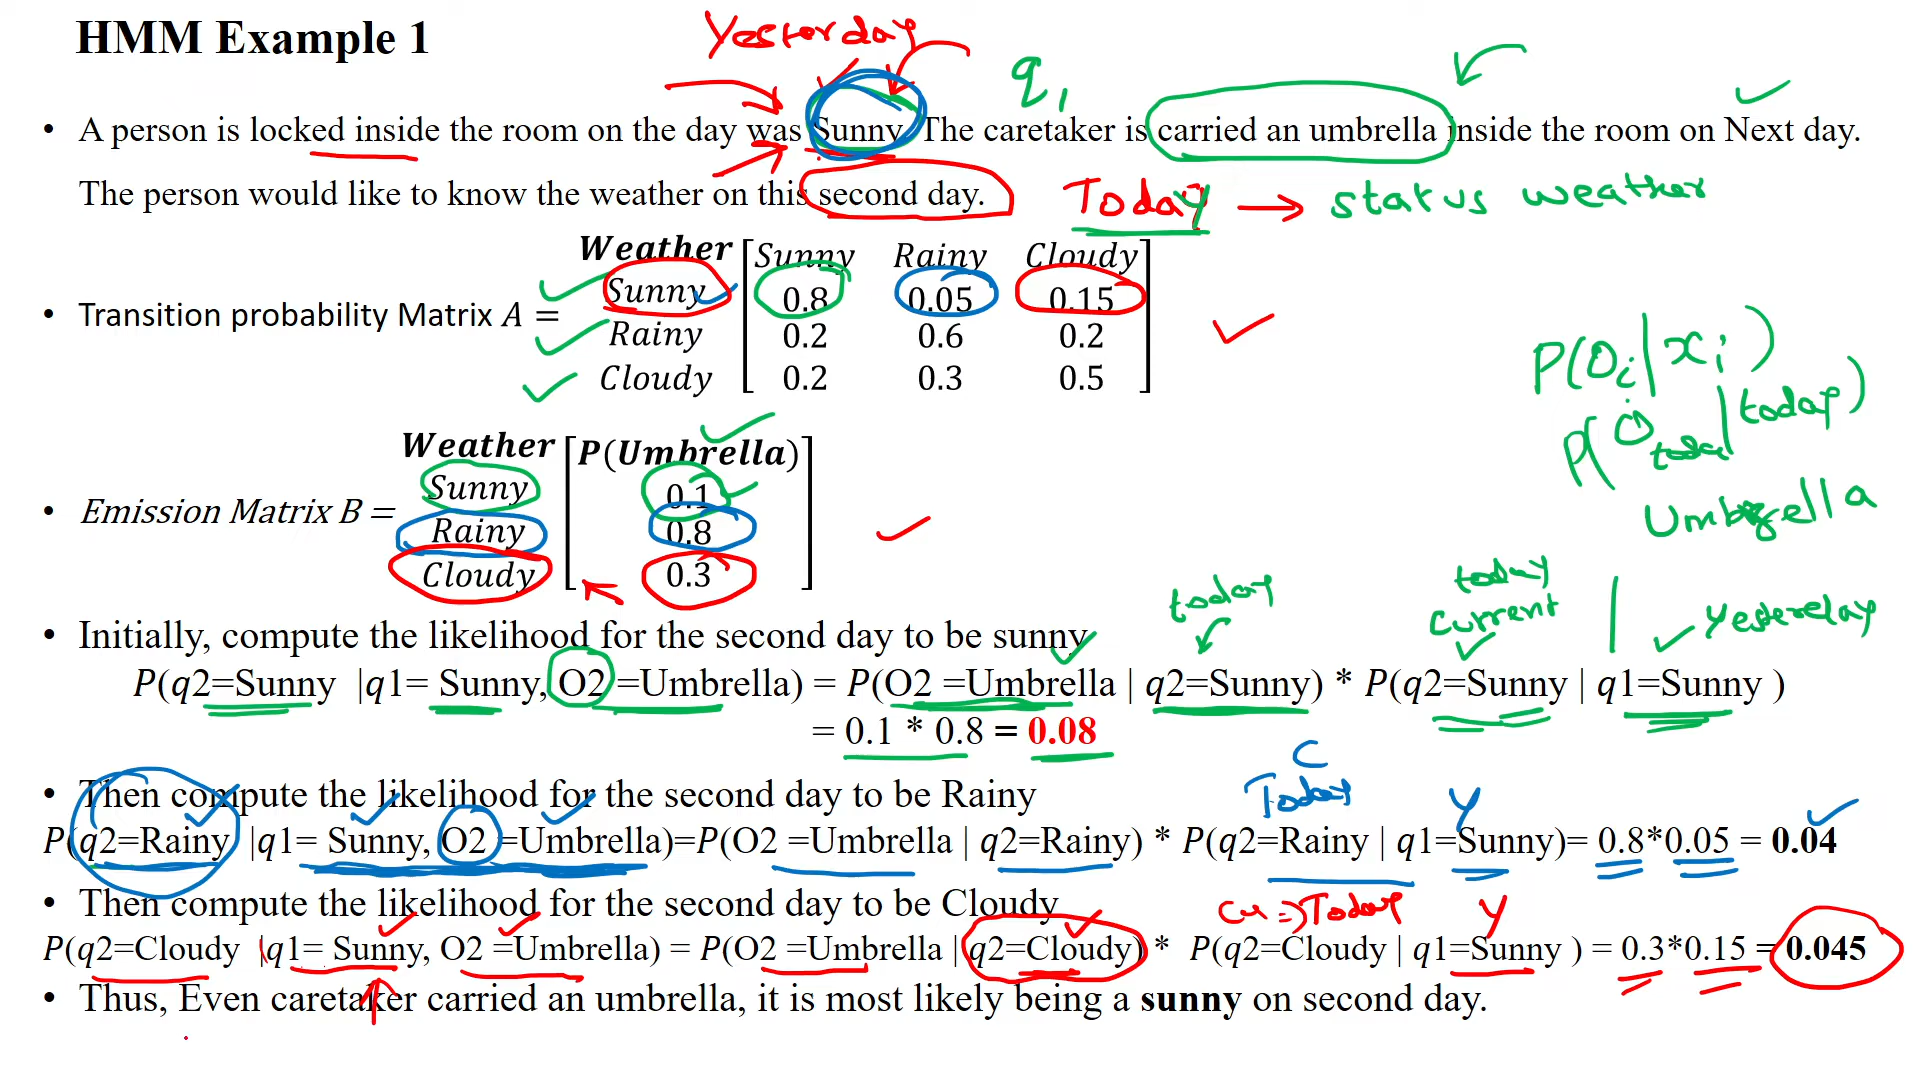 HMM Example 1
Yesterday
q1
• A person is locked inside the room on the day was Sunny. The caretaker is carried an umbrella inside the room on Next day.
The person would like to know the weather on this second day.
Today → status weather
Weather Sunny Rainy Cloudy
• Transition probability Matrix A =
Sunny 0.8 0.05 0.15
Rainy 0.2 0.6 0.2
Cloudy 0.2 0.3 0.5
P(Oi|xi)
P(Otoda|today)
Umbrella
Weather P(Umbrella)
• Emission Matrix B =
Sunny 0.1
Rainy 0.8
Cloudy 0.3
today
today
current | Yesterday
• Initially, compute the likelihood for the second day to be sunny
P(q2=Sunny |q1= Sunny, O2 =Umbrella) = P(O2 =Umbrella | q2=Sunny) * P(q2=Sunny | q1=Sunny )
= 0.1 * 0.8 = 0.08
C
Today Y
• Then compute the likelihood for the second day to be Rainy
P(q2=Rainy |q1= Sunny, O2 =Umbrella)=P(O2 =Umbrella | q2=Rainy) * P(q2=Rainy | q1=Sunny)= 0.8*0.05 = 0.04
• Then compute the likelihood for the second day to be Cloudy
Cu=)Today Y
P(q2=Cloudy |q1= Sunny, O2 =Umbrella) = P(O2 =Umbrella | q2=Cloudy) * P(q2=Cloudy | q1=Sunny ) = 0.3*0.15 = 0.045
• Thus, Even caretaker carried an umbrella, it is most likely being a sunny on second day.